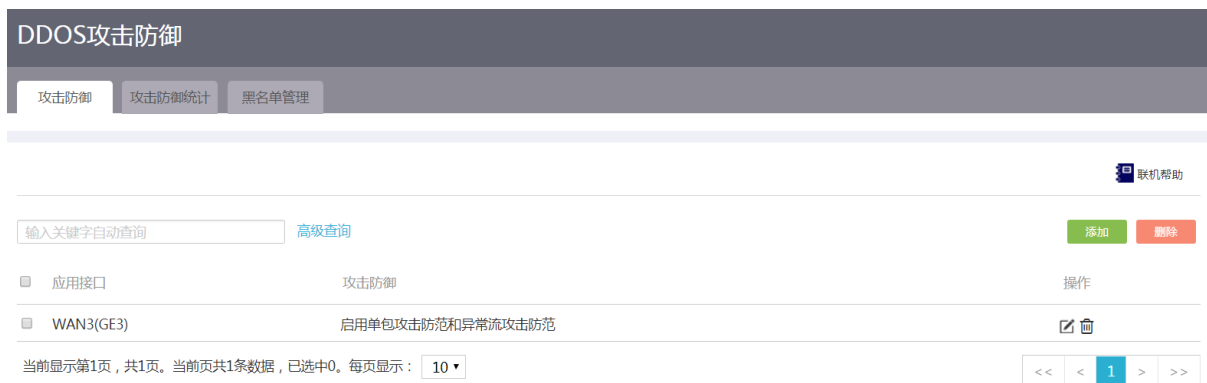 DDOS攻击防御
攻击防御 攻击防御统计 黑名单管理
联机帮助
输入关键字自动查询 高级查询 添加 删除
应用接口 攻击防御 操作
WAN3(GE3) 启用单包攻击防范和异常流攻击防范
当前显示第1页，共1页。当前页共1条数据，已选中0。每页显示： 10 << < 1 > >>